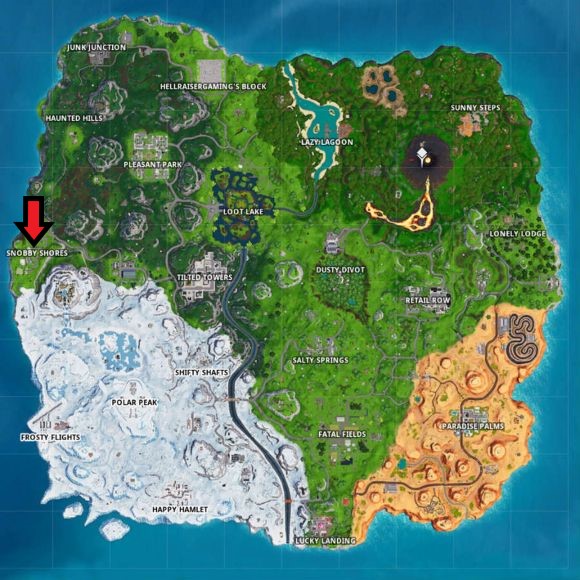 JUNK JUNCTION
HELLRAISERGAMING'S BLOCK
SUNNY STEPS
HAUNTED HILLS
LAZY LAGOON
PLEASANT PARK
LOOT LAKE
LONELY LODGE
SNOBBY SHORES
DUSTY DIVOT
TILTED TOWERS
RETAIL ROW
SALTY SPRINGS
SHIFTY SHAFTS
POLAR PEAK
PARADISE PALMS
FATAL FIELDS
FROSTY FLIGHTS
HAPPY HAMLET
LUCKY LANDING